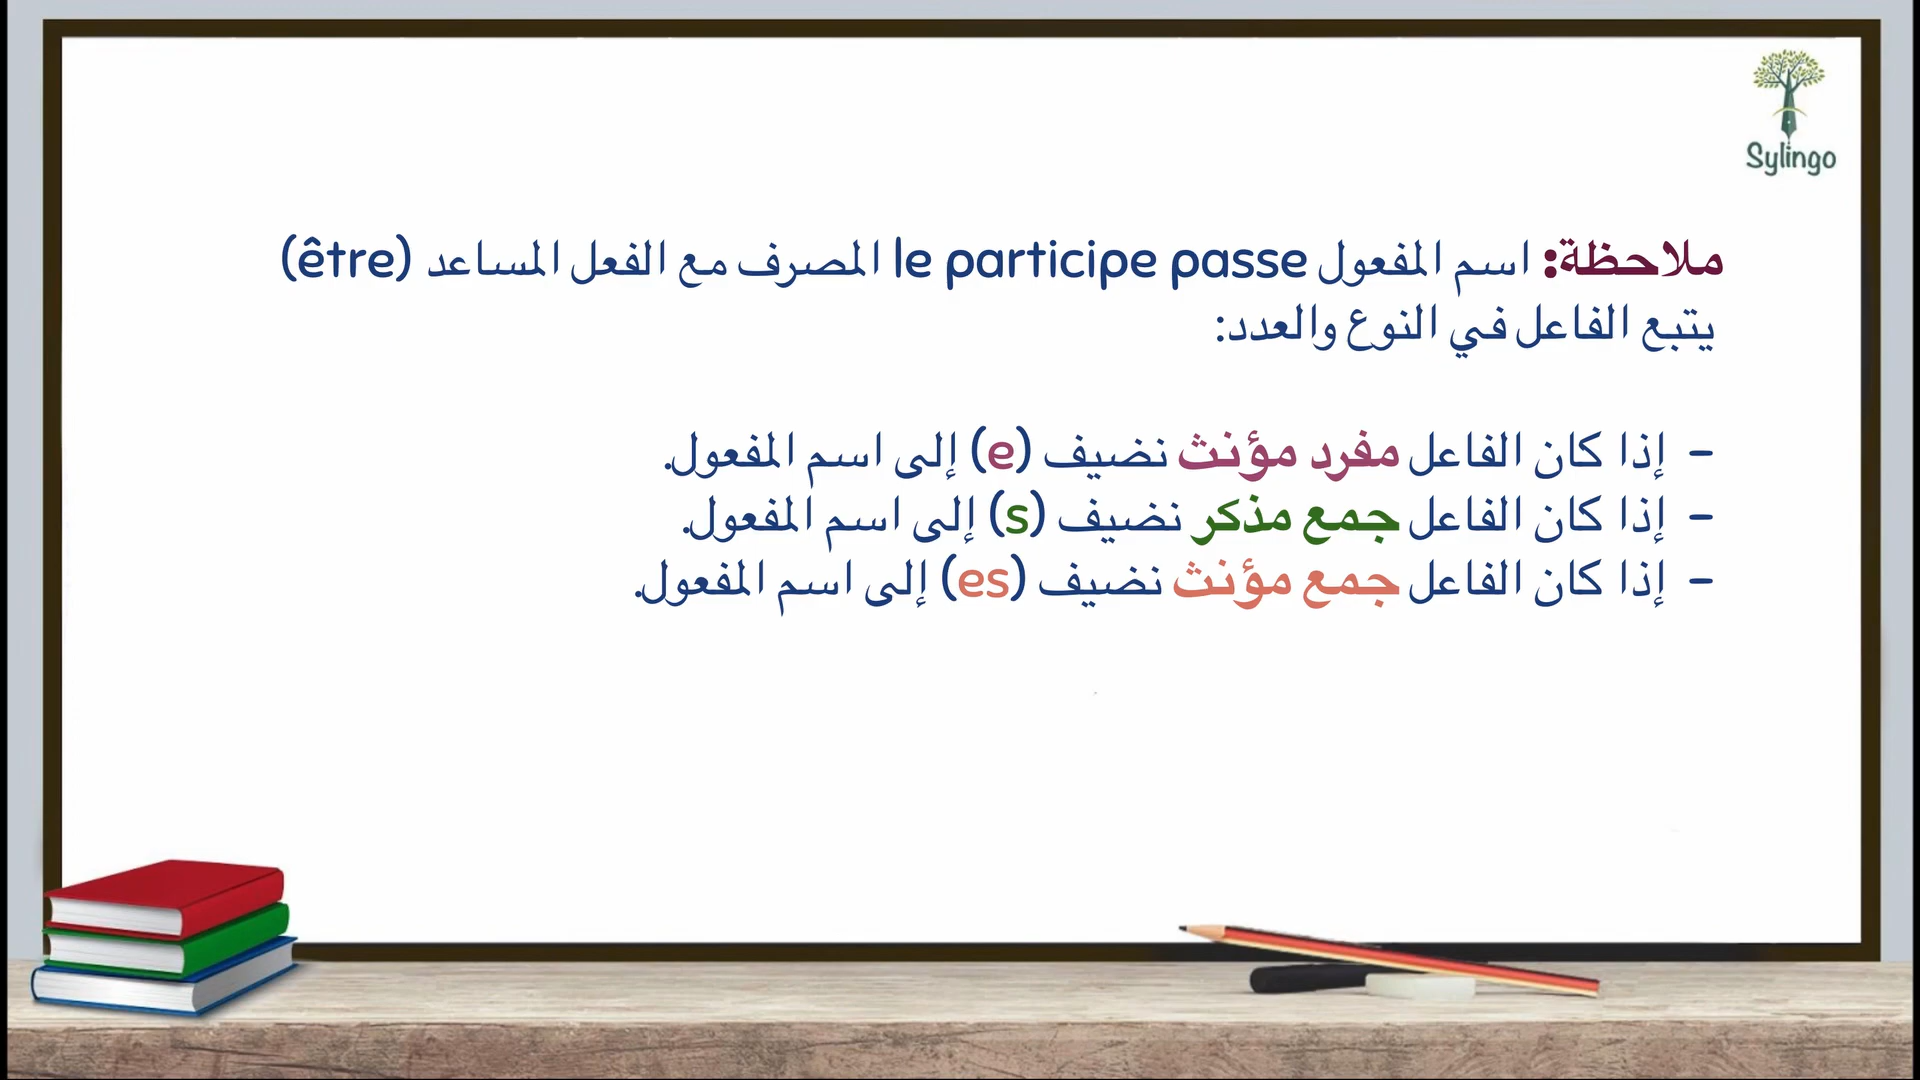 Sylingo
ملاحظة: اسم المفعول le participe passe المصرف مع الفعل المساعد (être)
يتبع الفاعل في النوع والعدد:
- إذا كان الفاعل مفرد مؤنث نضيف (e) إلى اسم المفعول.
- إذا كان الفاعل جمع مذكر نضيف (s) إلى اسم المفعول.
- إذا كان الفاعل جمع مؤنث نضيف (es) إلى اسم المفعول.